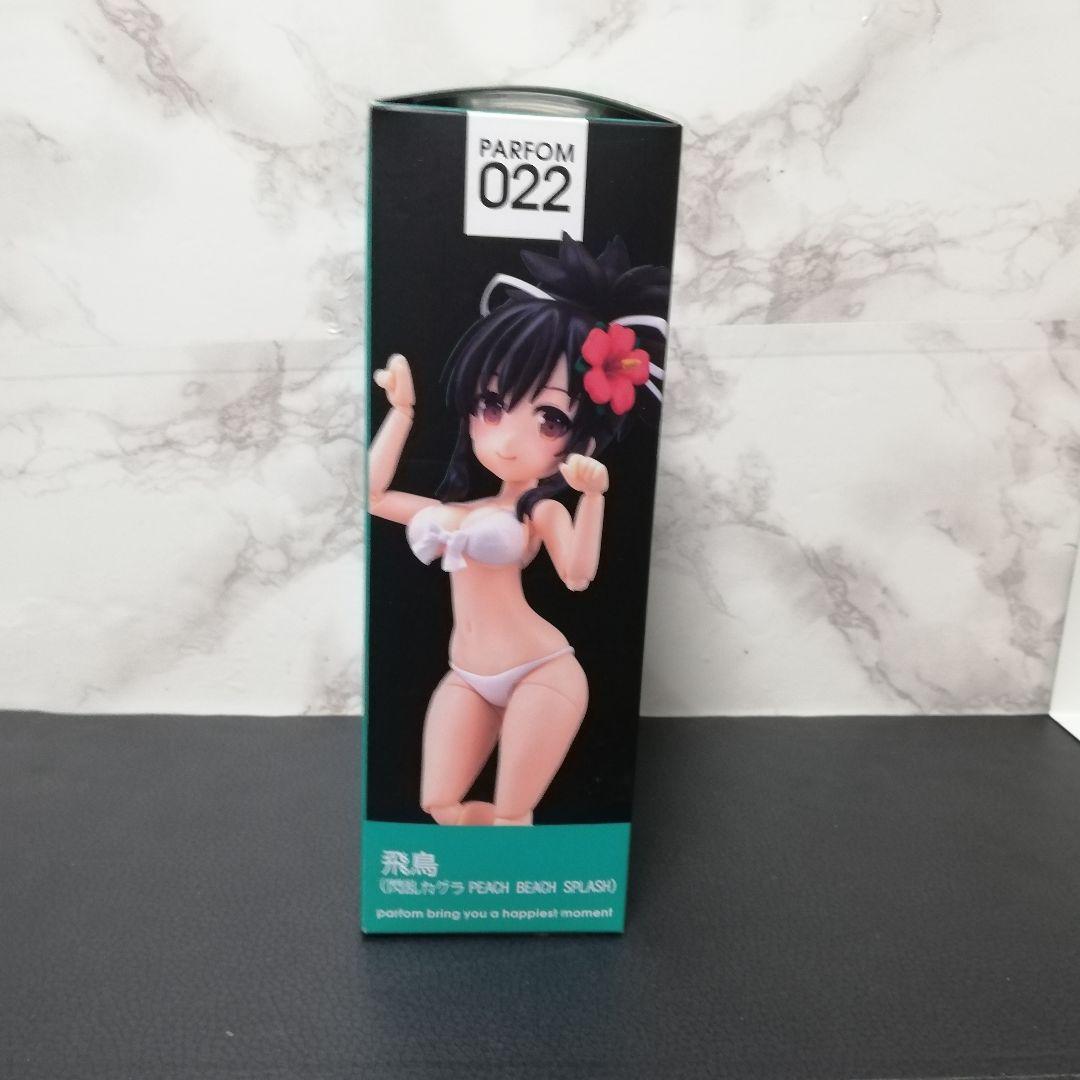 PARFOM
022
飛鳥
(閃乱カグラ PEACH BEACH SPLASH)
parfom bring you a happiest moment